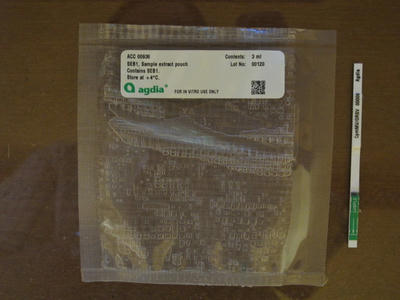 ACC 00936
Contents: 3 ml
SEB1, Sample extract pouch
Lot No: 00120
Contains SEB1.
Store at +4°C.
agdia®
FOR IN VITRO USE ONLY
Agdia